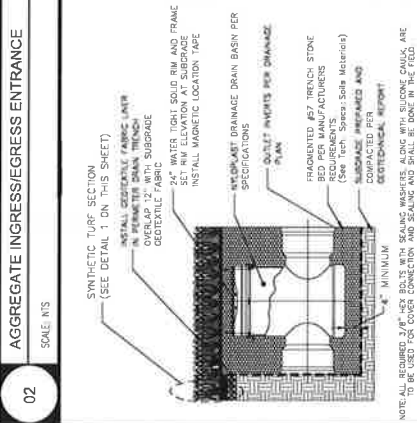 02
AGGREGATE INGRESS/EGRESS ENTRANCE
SCALE: NTS
SYNTHETIC TURF SECTION
(SEE DETAIL 1 ON THIS SHEET)
INSTALL GEOTEXTILE FABRIC LINER
IN PERIMETER DRAIN TRENCH
OVERLAP 12" WITH SUBGRADE
GEOTEXTILE FABRIC
24" WATER TIGHT SOLID RIM AND FRAME
SET RIM ELEVATION AT SUBGRADE
INSTALL MAGNETIC LOCATION TAPE
NYLOPLAST DRAINAGE DRAIN BASIN PER
SPECIFICATIONS
OUTLET INVERTS PER DRAINAGE
PLAN
FRAGMENTED #57 TRENCH STONE
BED PER MANUFACTURERS
REQUIREMENTS
(See Tech. Specs.: Soils Materials)
SUBGRADE PREPARED AND
COMPACTED PER
GEOTECHNICAL REPORT
MINIMUM
NOTE: ALL REQUIRED 3/8" HEX BOLTS WITH SEALING WASHERS, ALONG WITH SILICONE CAULK, ARE
TO BE USED FOR COVER CONNECTION AND SEALING AND SHALL BE DONE IN THE FIELD